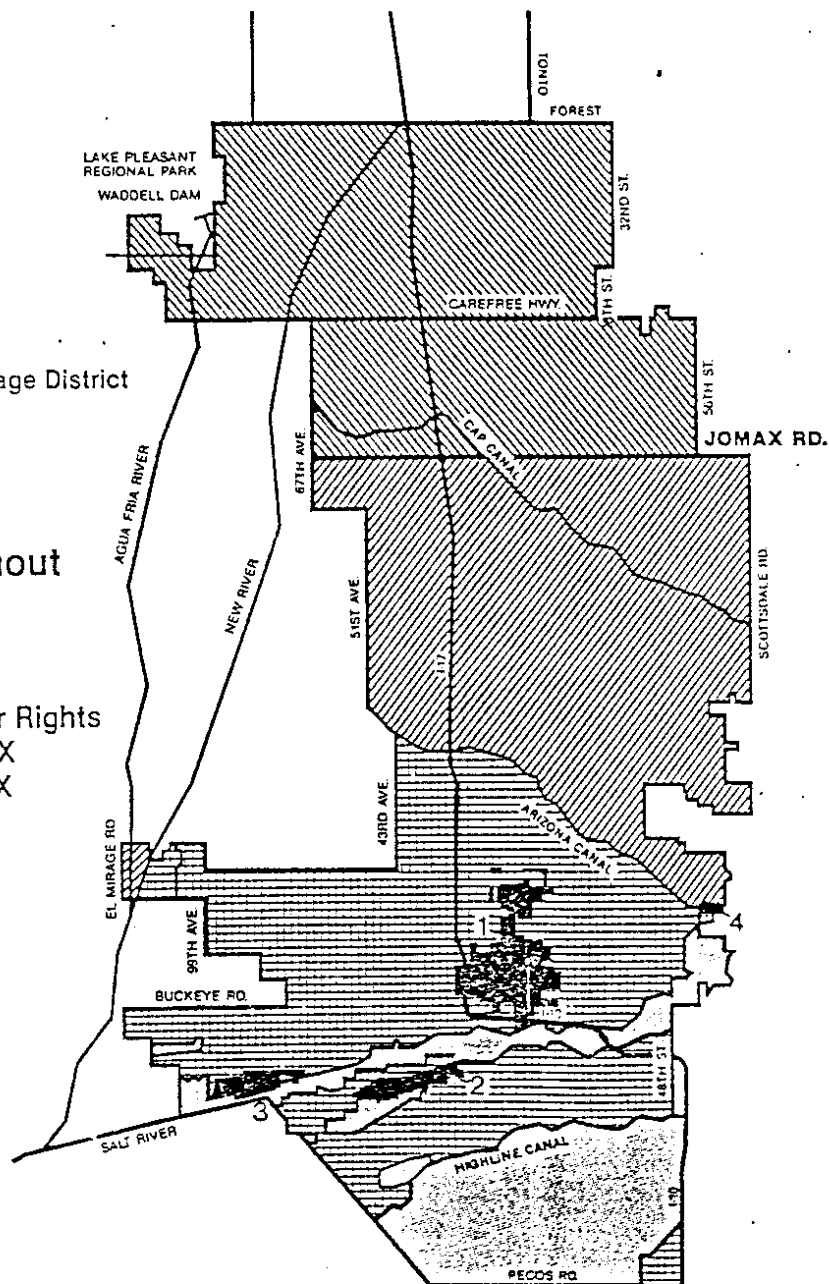 TONTO
FOREST
LAKE PLEASANT
REGIONAL PARK
WADDELL DAM
32ND ST.
CAREFREE HWY.
TH ST.
age District
56TH ST.
JOMAX RD.
67TH AVE.
CAP CANAL
AGUA FRIA RIVER
NEW RIVER
out
51ST AVE.
I-17
SCOTTSDALE RD.
r Rights
X
X
43RD AVE.
ARIZONA CANAL
EL MIRAGE RD
99TH AVE.
1
4
BUCKEYE RD.
48TH ST.
2
3
SALT RIVER
HIGHLINE CANAL
I-10
PECOS RD.